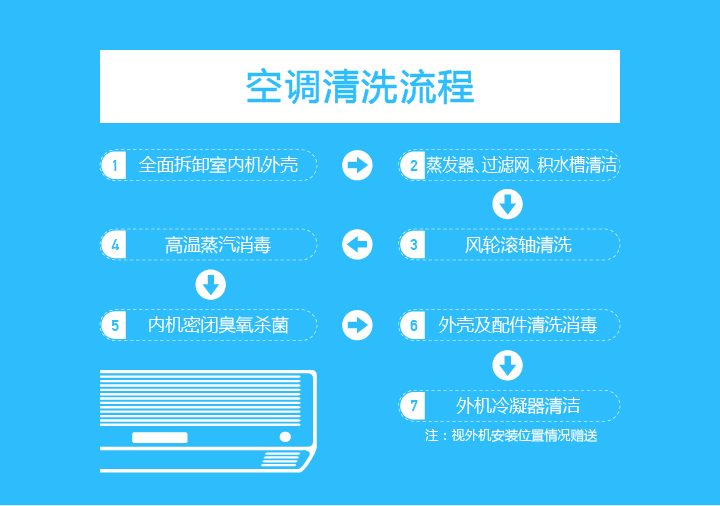 空调清洗流程
1 全面拆卸室内机外壳
2 蒸发器、过滤网、积水槽清洁
3 风轮滚轴清洗
4 高温蒸汽消毒
5 内机密闭臭氧杀菌
6 外壳及配件清洗消毒
7 外机冷凝器清洁
注：视外机安装位置情况赠送